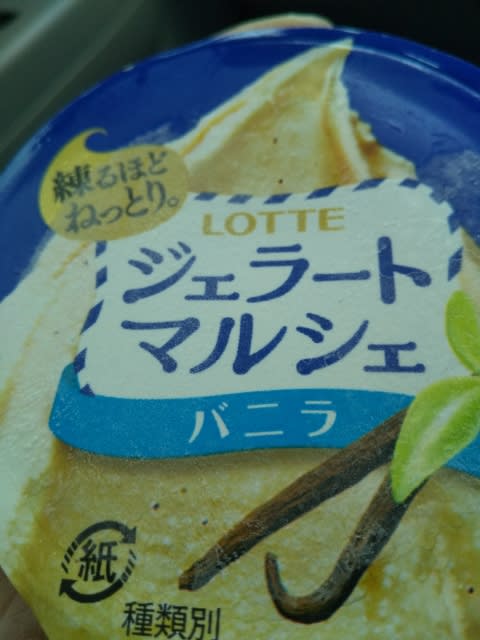 練るほど
ねっとり。
LOTTE
ジェラート
マルシェ
バニラ
紙
種類別